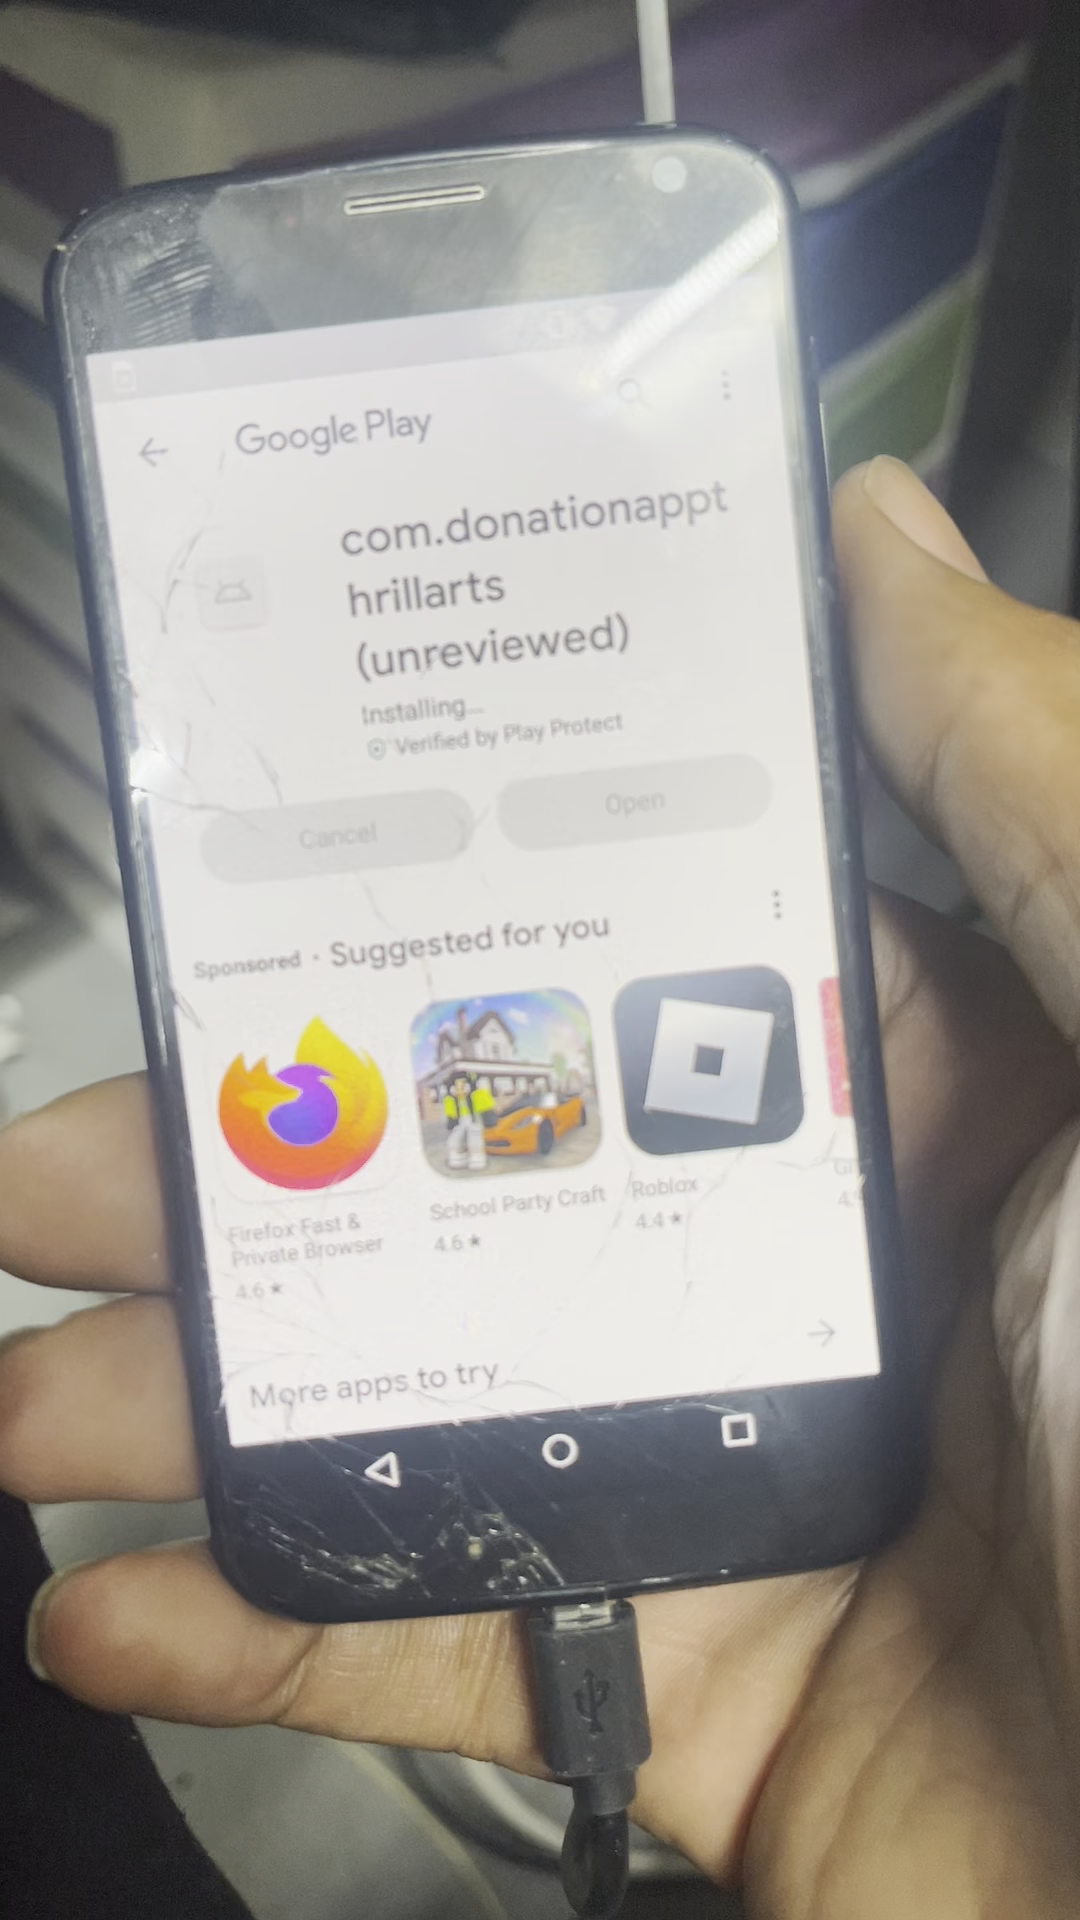 Google Play
com.donationappt
hrillarts
(unreviewed)
Installing...
Verified by Play Protect
Cancel
Open
Sponsored · Suggested for you
Firefox Fast &
Private Browser
4.6 ★
School Party Craft
4.6 ★
Roblox
4.4 ★
More apps to try